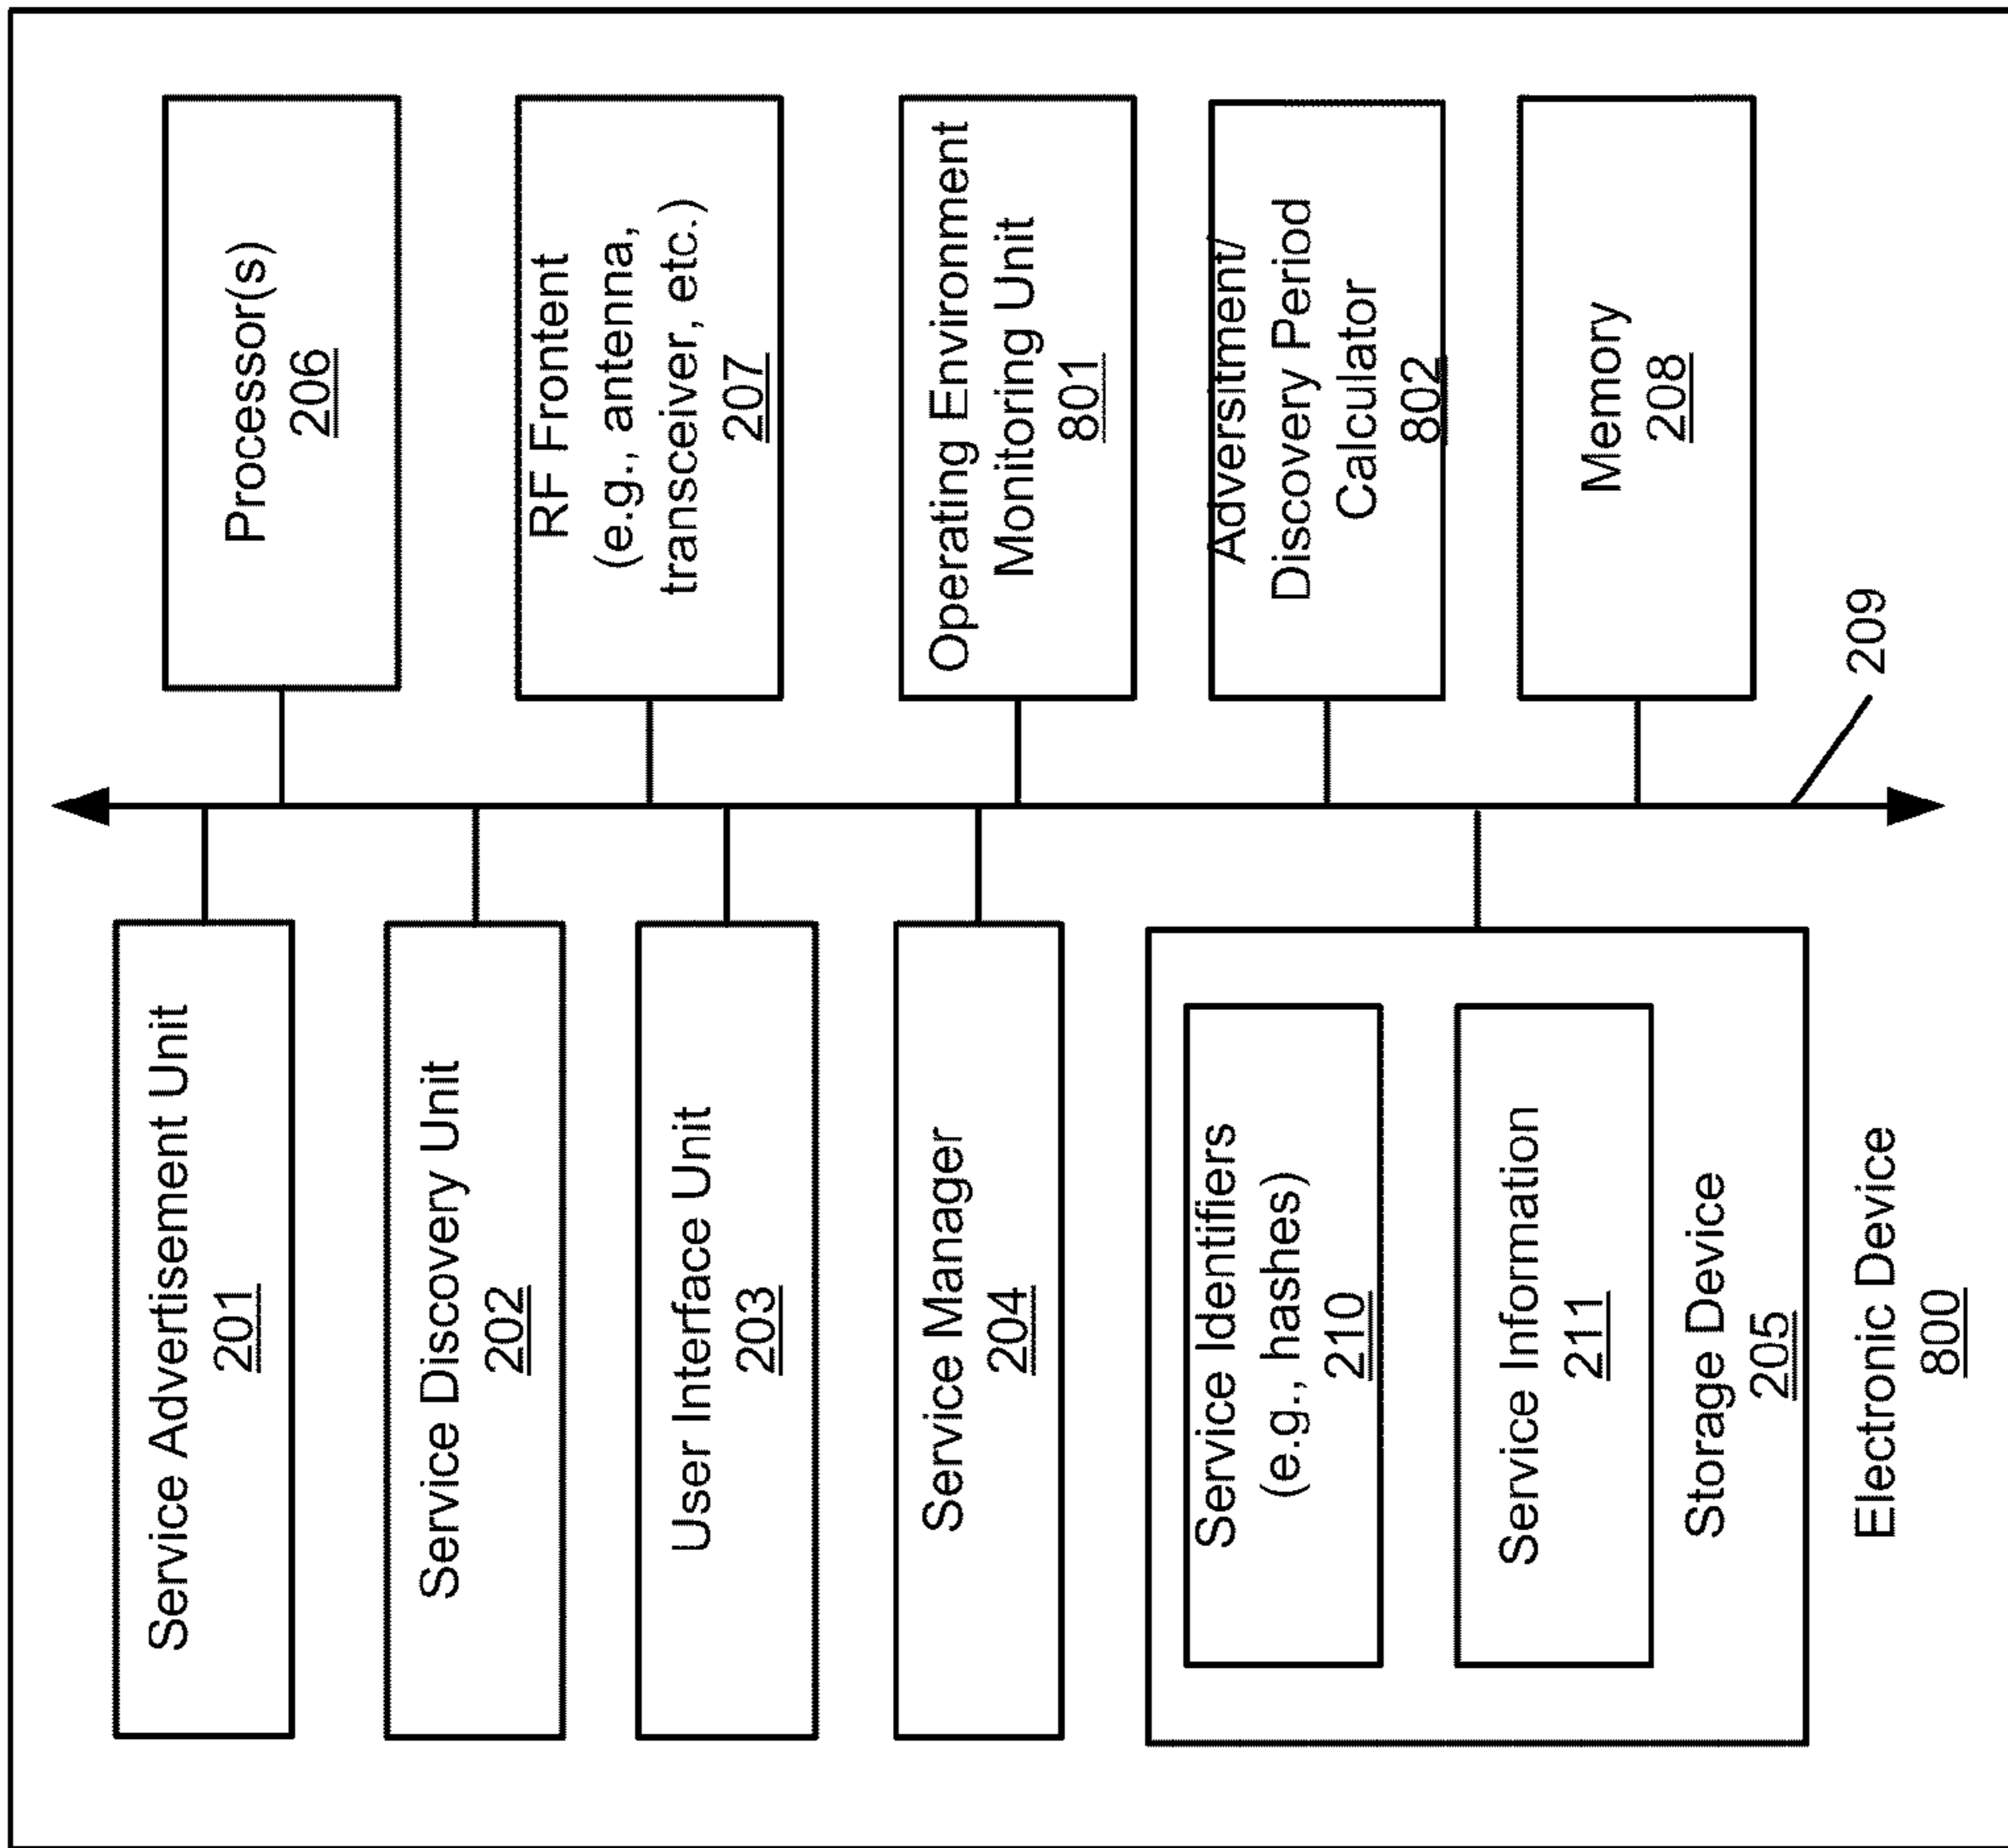 Service Advertisement Unit
201
Service Discovery Unit
202
User Interface Unit
203
Service Manager
204
Service Identifiers
(e.g., hashes)
210
Service Information
211
Storage Device
205
Electronic Device
800
Processor(s)
206
RF Frontent
(e.g., antenna,
transceiver, etc.)
207
Operating Environment
Monitoring Unit
801
Adversitment/
Discovery Period
Calculator
802
Memory
208
209